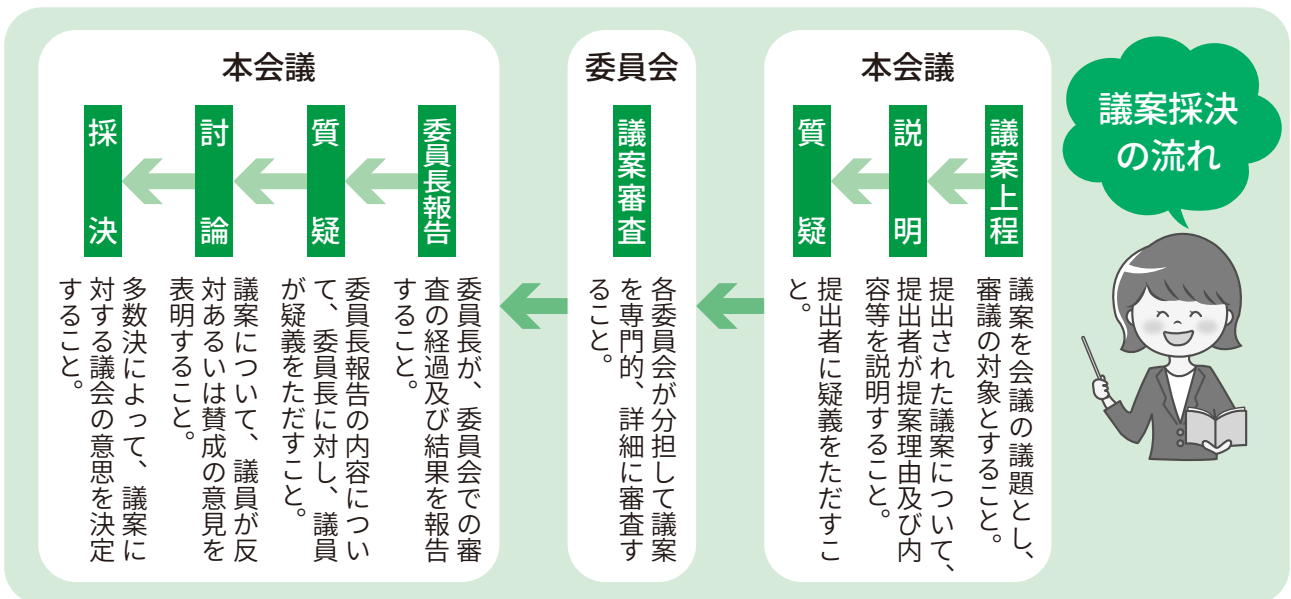 議案採決
の流れ
本会議
議案上程
議案を会議の議題とし、
審議の対象とすること。
説明
提出された議案について、
提出者が提案理由及び内
容等を説明すること。
質疑
提出者に疑義をただすこ
と。
委員会
議案審査
各委員会が分担して議案
を専門的、詳細に審査す
ること。
本会議
委員長報告
委員長が、委員会での審
査の経過及び結果を報告
すること。
質疑
委員長報告の内容につい
て、委員長に対し、議員
が疑義をただすこと。
討論
議案について、議員が反
対あるいは賛成の意見を
表明すること。
採決
多数決によって、議案に
対する議会の意思を決定
すること。